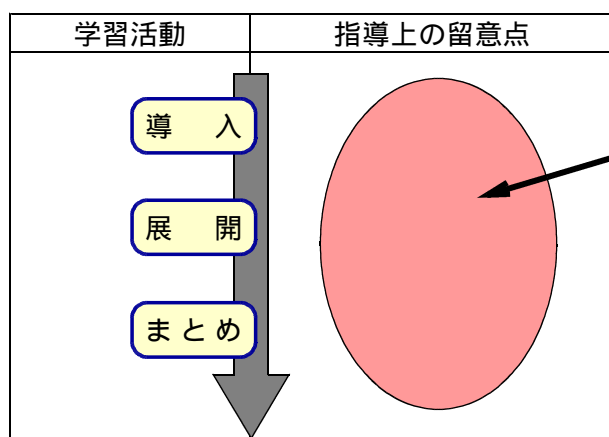 学習活動
指導上の留意点
導 入
展 開
まとめ